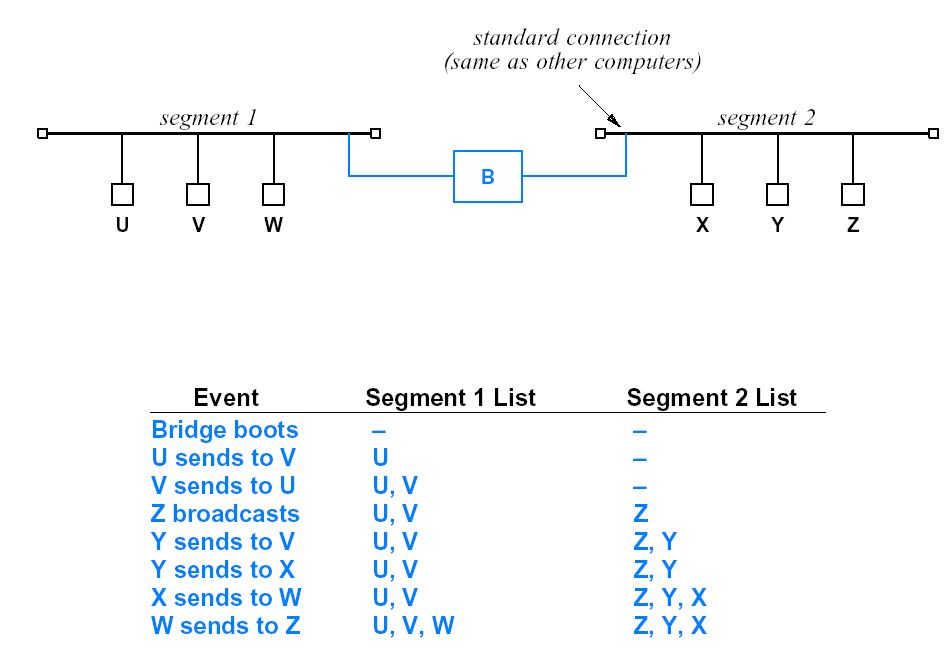 standard connection
(same as other computers)
segment 1
segment 2
B
U V W
X Y Z
Event Segment 1 List Segment 2 List
Bridge boots – –
U sends to V U –
V sends to U U, V –
Z broadcasts U, V Z
Y sends to V U, V Z, Y
Y sends to X U, V Z, Y
X sends to W U, V Z, Y, X
W sends to Z U, V, W Z, Y, X